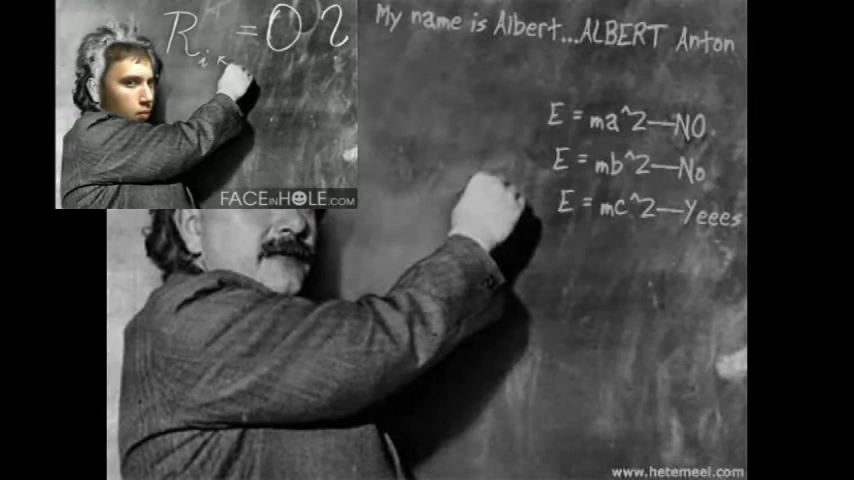 R i κ = 0 ?
FACEINHOLE.COM
My name is Albert...ALBERT Anton
E = ma^2—NO.
E = mb^2—No
E = mc^2—Yeees
www.hetemeel.com